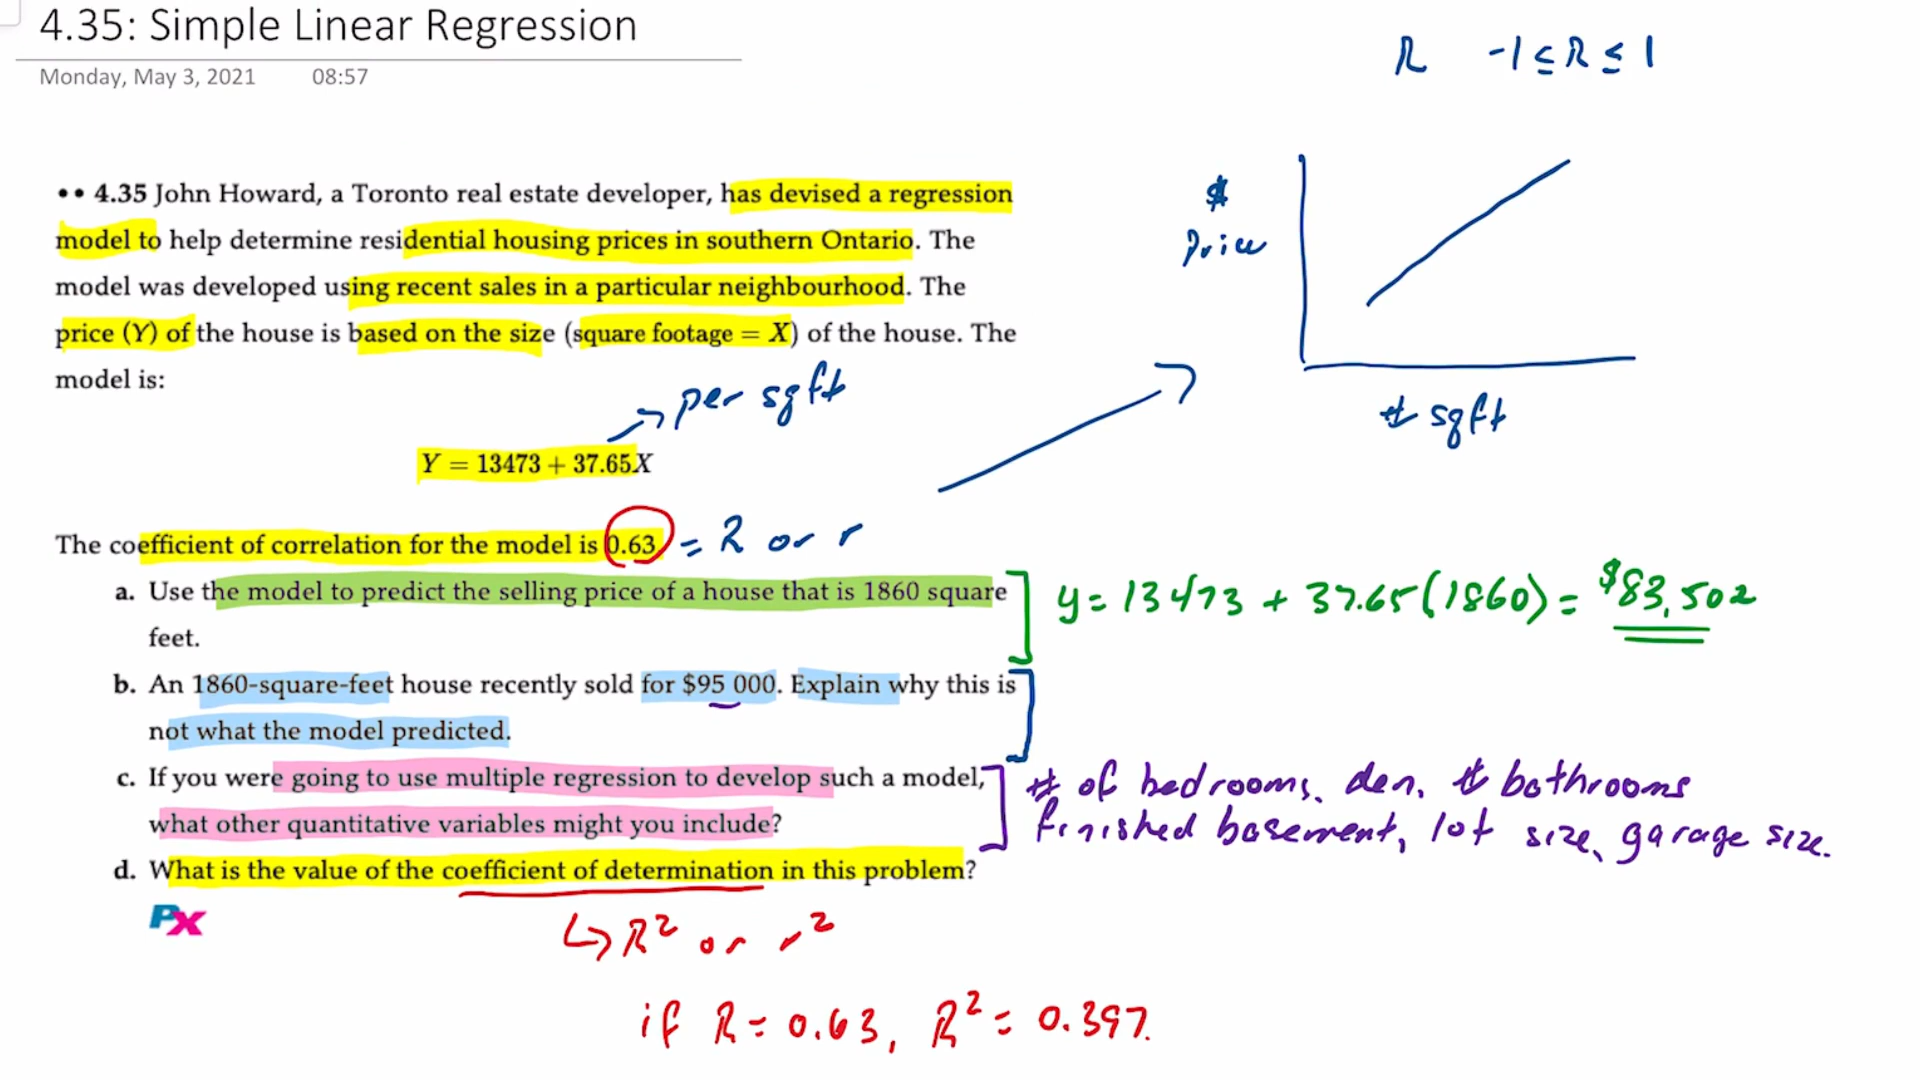 4.35: Simple Linear Regression
Monday, May 3, 2021 08:57
R -1 ≤ R ≤ 1
•• 4.35 John Howard, a Toronto real estate developer, has devised a regression
model to help determine residential housing prices in southern Ontario. The
model was developed using recent sales in a particular neighbourhood. The
price (Y) of the house is based on the size (square footage = X) of the house. The
model is:
$
Price
# sqft
per sqft
Y = 13473 + 37.65X
The coefficient of correlation for the model is 0.63 = R or r
a. Use the model to predict the selling price of a house that is 1860 square
feet.
y = 13473 + 37.65(1860) = $83,502
b. An 1860-square-feet house recently sold for $95 000. Explain why this is
not what the model predicted.
c. If you were going to use multiple regression to develop such a model,
what other quantitative variables might you include?
# of bedrooms, den, # bathrooms
finished basement, lot size, garage size.
d. What is the value of the coefficient of determination in this problem?
PX
↳ R² or r²
if R = 0.63, R² = 0.397.